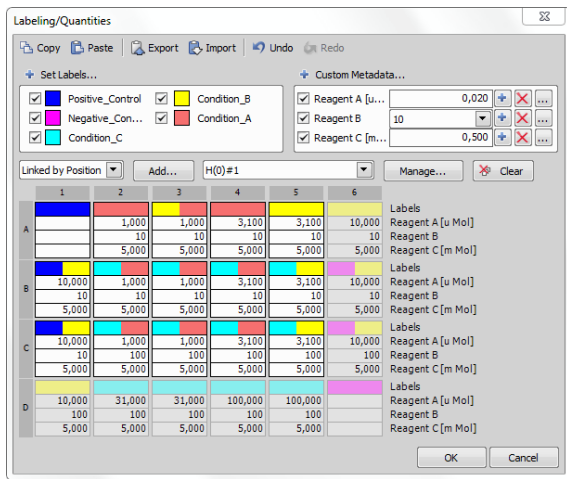 Labeling/Quantities
Copy Paste Export Import Undo Redo
Set Labels... Custom Metadata...
Positive_Control Condition_B Reagent A [u... 0,020 ...
Negative_Con... Condition_A Reagent B 10 ...
Condition_C Reagent C [m... 0,500 ...
Linked by Position Add... H(0)#1 Manage... Clear
1 2 3 4 5 6
Labels
A 1,000 1,000 3,100 3,100 10,000 Reagent A [u Mol]
10 10 10 10 10 Reagent B
5,000 5,000 5,000 5,000 5,000 Reagent C [m Mol]
Labels
B 10,000 1,000 1,000 3,100 3,100 10,000 Reagent A [u Mol]
10 10 10 10 10 10 Reagent B
5,000 5,000 5,000 5,000 5,000 5,000 Reagent C [m Mol]
Labels
C 10,000 1,000 1,000 3,100 3,100 10,000 Reagent A [u Mol]
10 100 100 100 100 100 Reagent B
5,000 5,000 5,000 5,000 5,000 5,000 Reagent C [m Mol]
Labels
D 10,000 31,000 31,000 100,000 100,000 Reagent A [u Mol]
100 100 100 100 100 Reagent B
5,000 5,000 5,000 5,000 5,000 Reagent C [m Mol]
OK Cancel